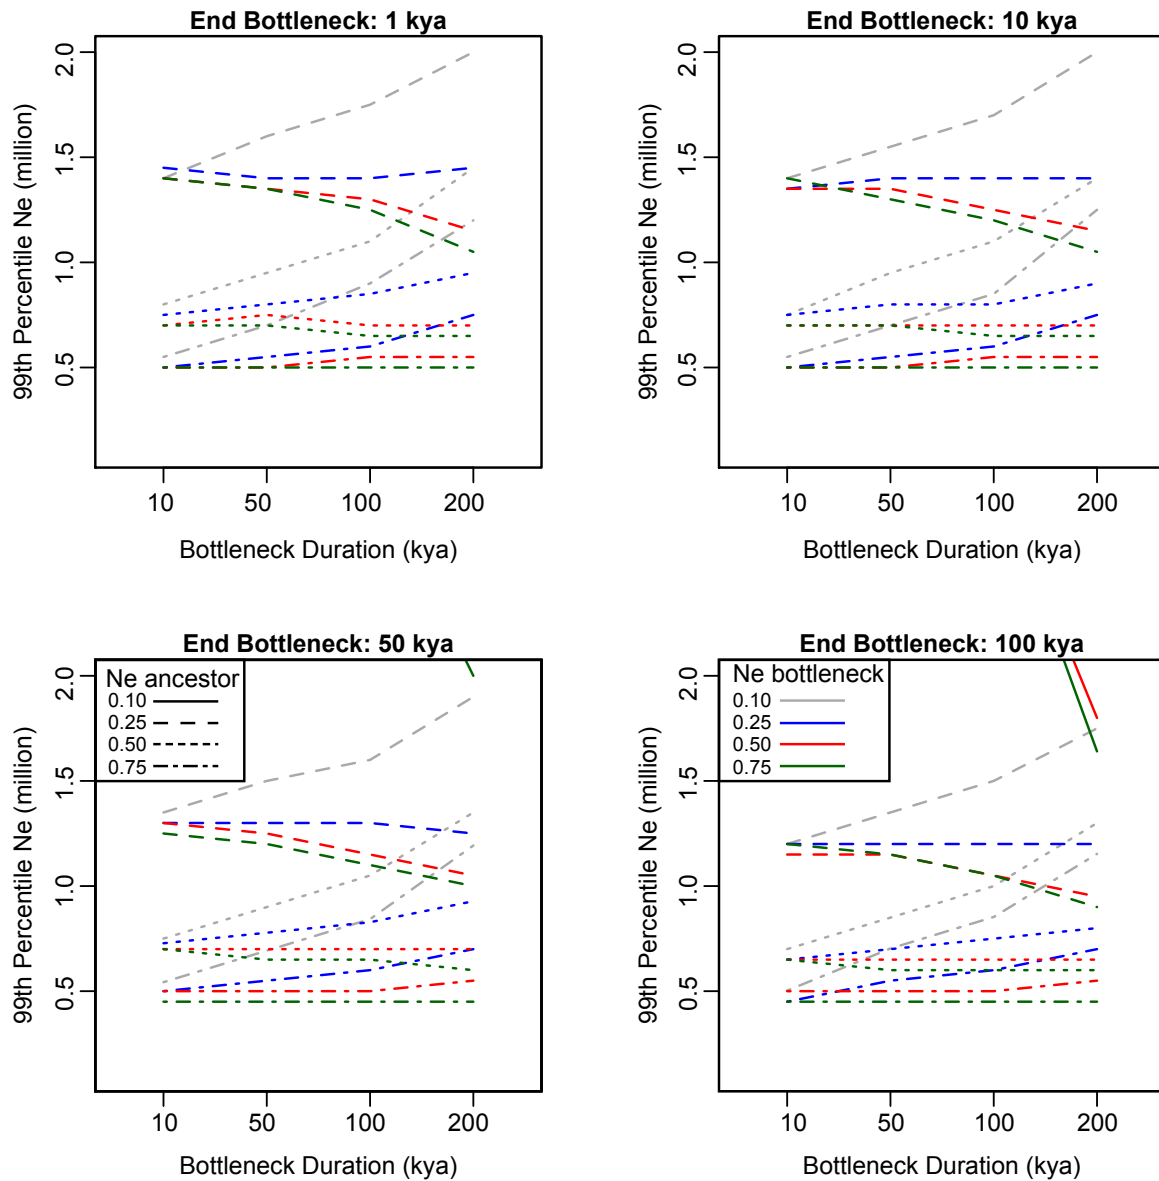 End Bottleneck: 1 kya
99th Percentile Ne (million)
2.0
1.5
1.0
0.5
10 50 100 200
Bottleneck Duration (kya)
End Bottleneck: 10 kya
99th Percentile Ne (million)
2.0
1.5
1.0
0.5
10 50 100 200
Bottleneck Duration (kya)
End Bottleneck: 50 kya
99th Percentile Ne (million)
2.0
1.5
1.0
0.5
Ne ancestor
0.10
0.25
0.50
0.75
10 50 100 200
Bottleneck Duration (kya)
End Bottleneck: 100 kya
99th Percentile Ne (million)
2.0
1.5
1.0
0.5
Ne bottleneck
0.10
0.25
0.50
0.75
10 50 100 200
Bottleneck Duration (kya)